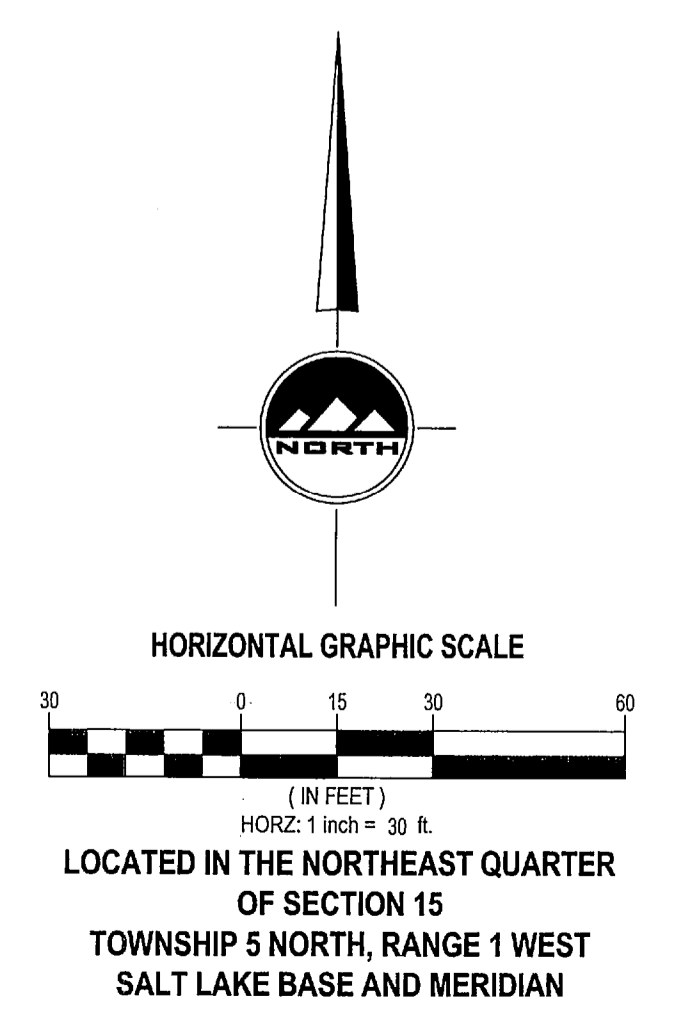 NORTH
HORIZONTAL GRAPHIC SCALE
30 0 15 30 60
( IN FEET )
HORZ: 1 inch = 30 ft.
LOCATED IN THE NORTHEAST QUARTER
OF SECTION 15
TOWNSHIP 5 NORTH, RANGE 1 WEST
SALT LAKE BASE AND MERIDIAN